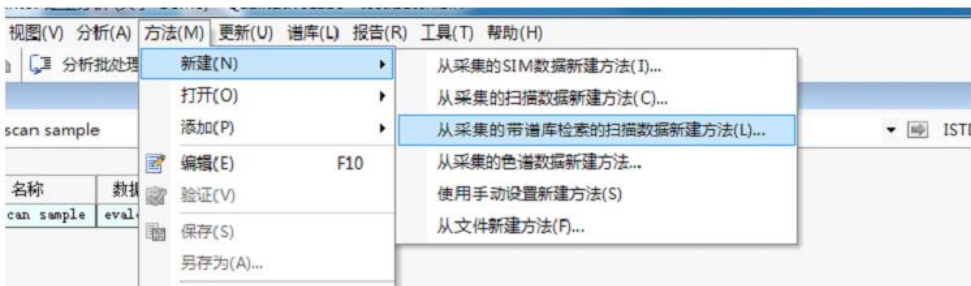 视图(V) 分析(A) 方法(M) 更新(U) 谱库(L) 报告(R) 工具(T) 帮助(H)
分析批处理
新建(N)
从采集的SIM数据新建方法(I)...
打开(O)
从采集的扫描数据新建方法(C)...
scan sample
添加(P)
从采集的带谱库检索的扫描数据新建方法(L)...
编辑(E) F10
从采集的色谱数据新建方法...
名称
验证(V)
使用手动设置新建方法(S)
can sample
保存(S)
从文件新建方法(F)...
另存为(A)...